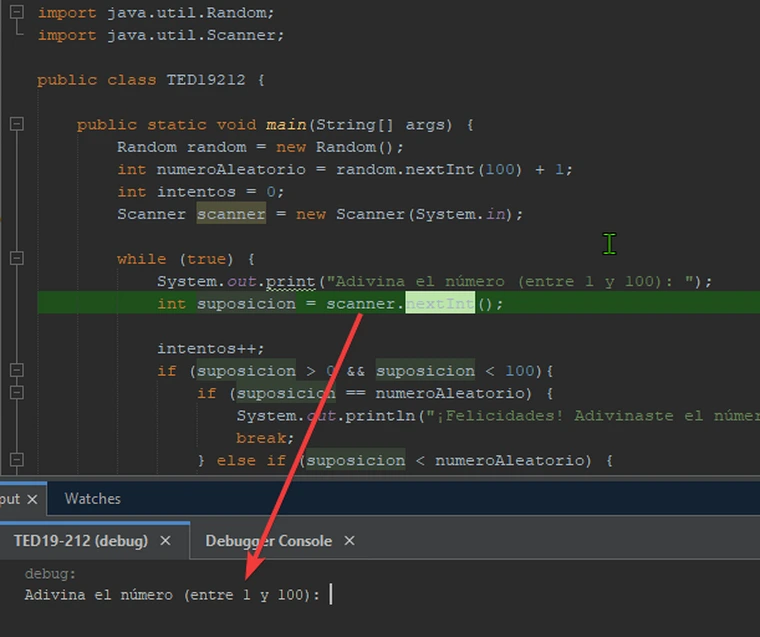 import java.util.Random;
import java.util.Scanner;
public class TED19212 {
public static void main(String[] args) {
Random random = new Random();
int numeroAleatorio = random.nextInt(100) + 1;
int intentos = 0;
Scanner scanner = new Scanner(System.in);
while (true) {
System.out.print("Adivina el número (entre 1 y 100): ");
int suposicion = scanner.nextInt();
intentos++;
if (suposicion > 0 && suposicion < 100){
if (suposicion == numeroAleatorio) {
System.out.println("¡Felicidades! Adivinaste el númer
break;
} else if (suposicion < numeroAleatorio) {
put × Watches
TED19-212 (debug) × Debugger Console ×
debug:
Adivina el número (entre 1 y 100):